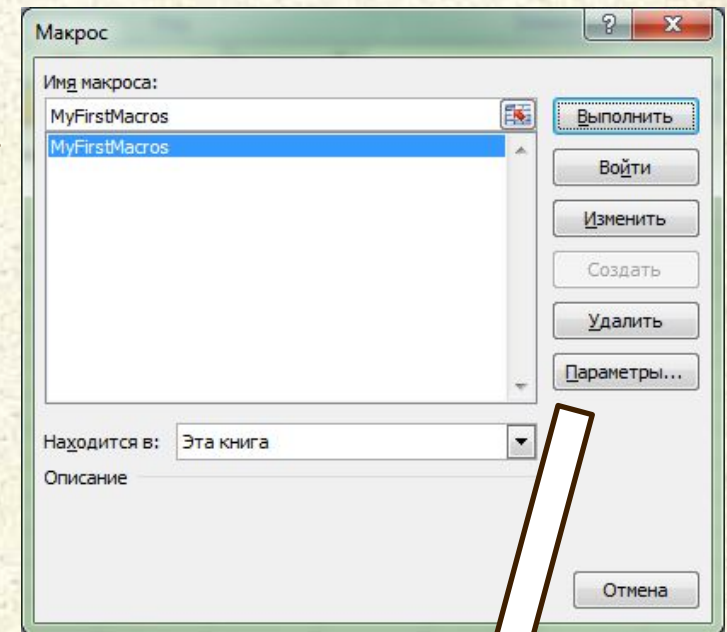 Макрос
Имя макроса:
MyFirstMacros
MyFirstMacros
Выполнить
Войти
Изменить
Создать
Удалить
Параметры...
Находится в: Эта книга
Описание
Отмена